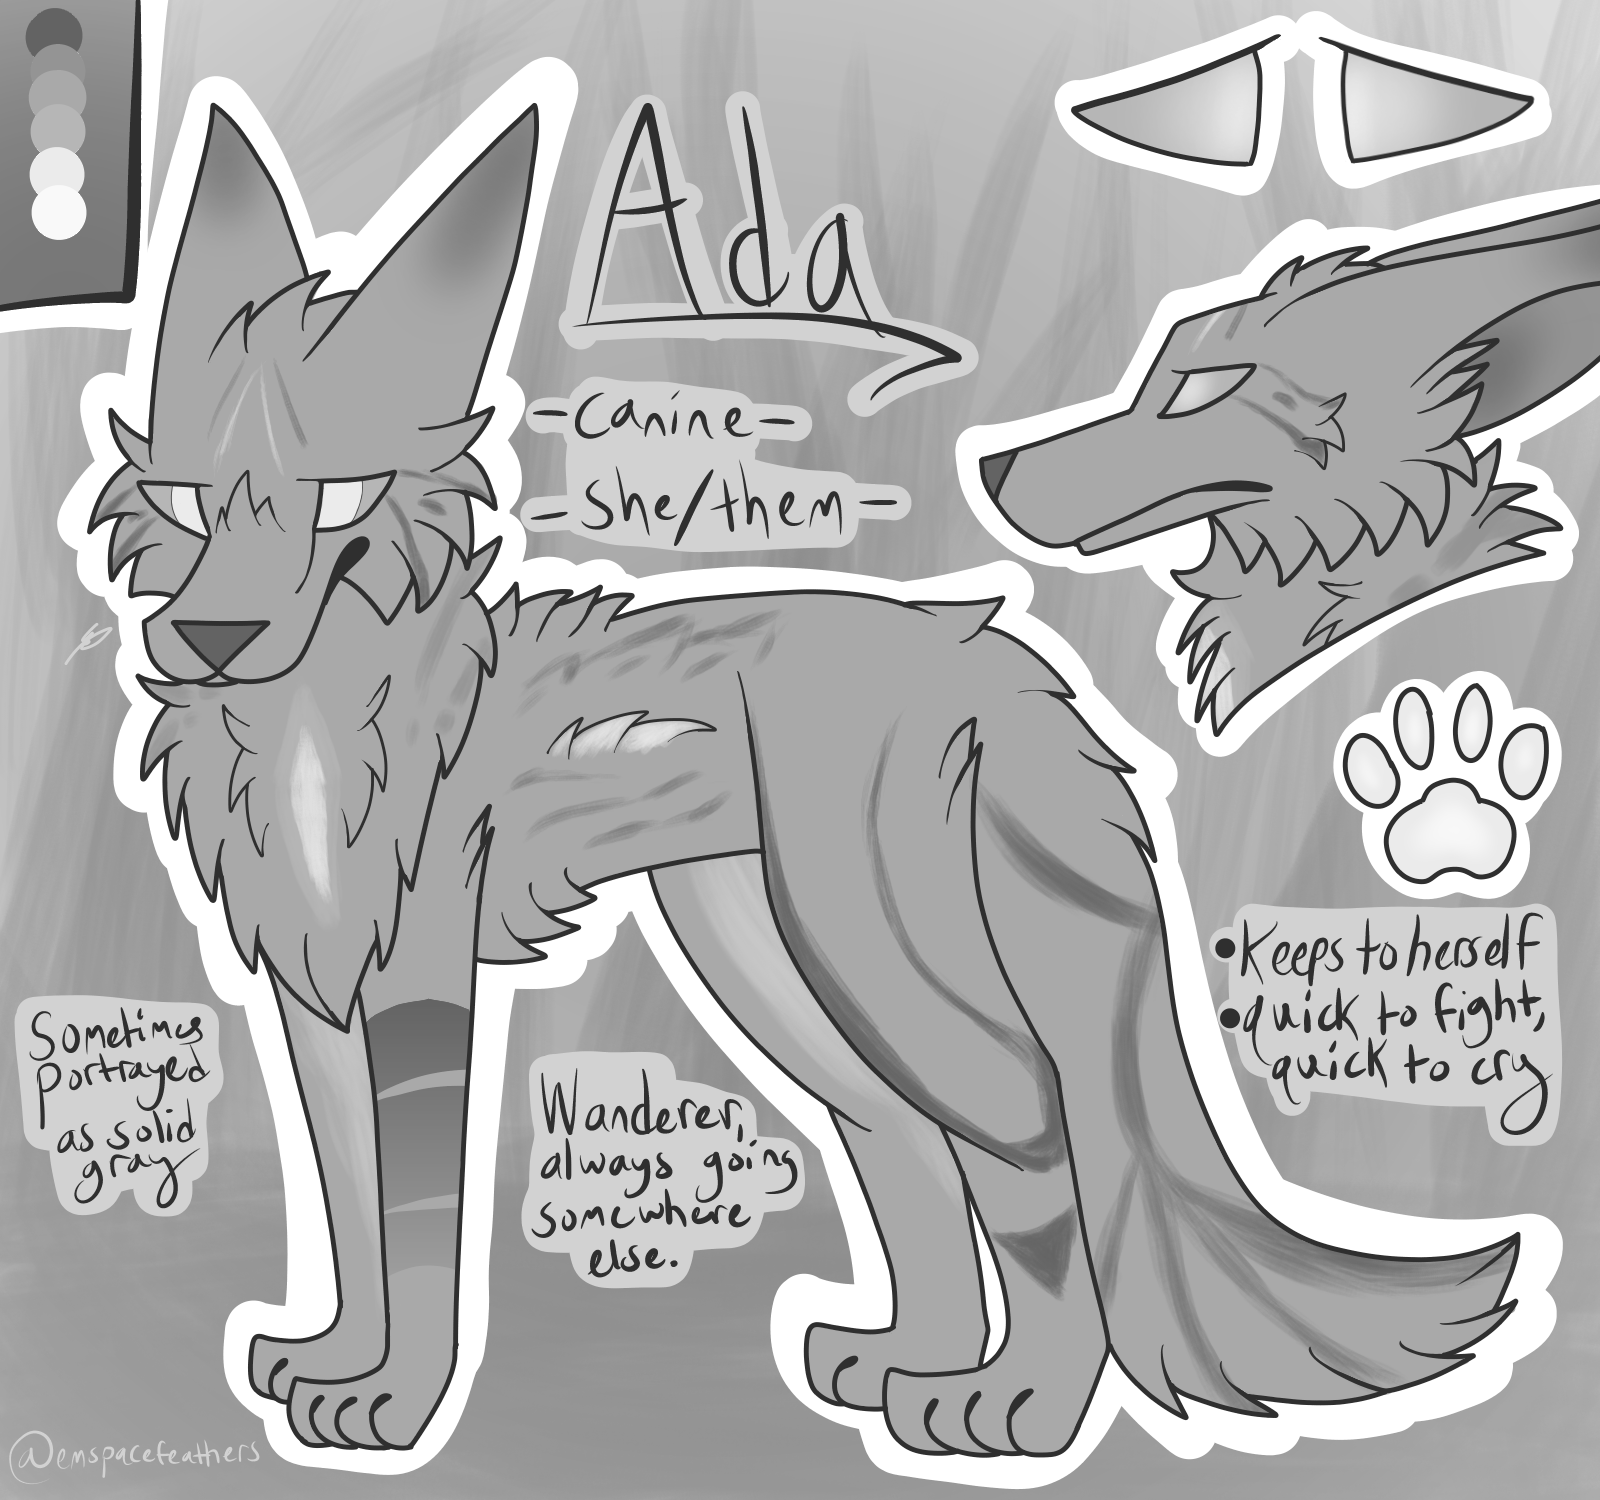 Ada
-Canine-
-she/them-
•Keeps to herself
•quick to fight,
quick to cry
Sometimes
portrayed
as solid
gray
Wanderer,
always going
somewhere
else.
@emspacefeathers